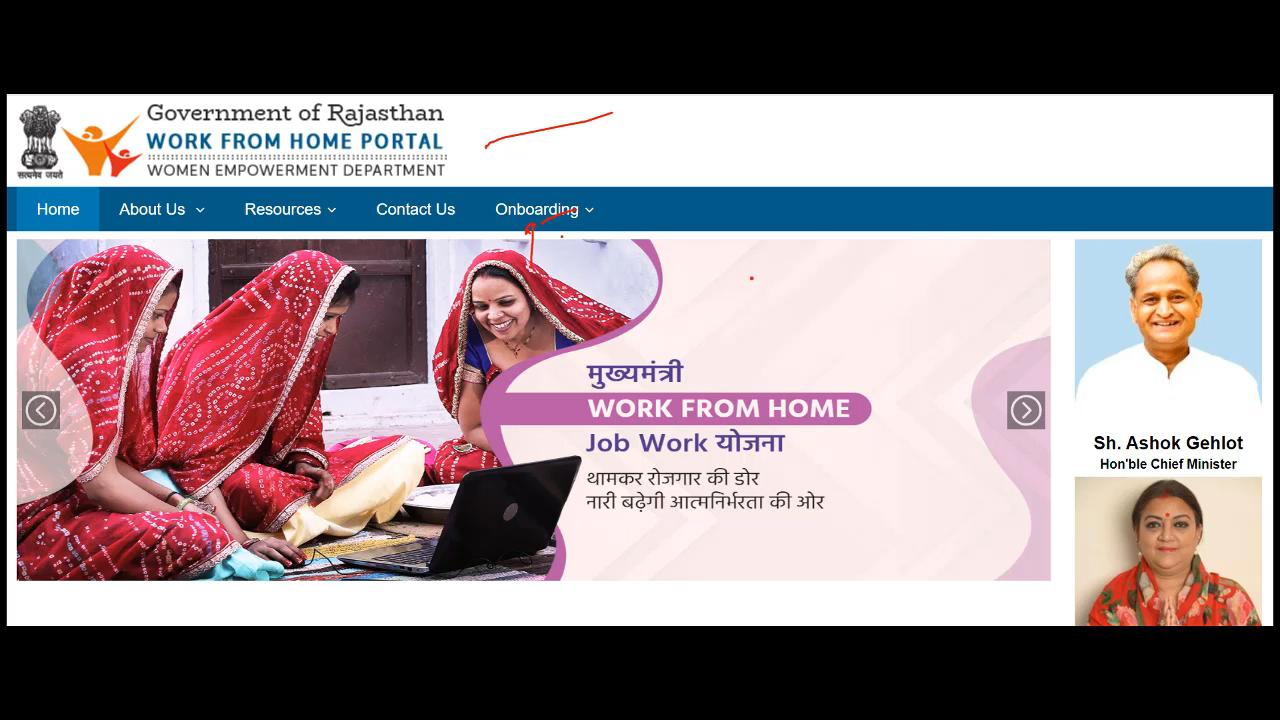 Government of Rajasthan
WORK FROM HOME PORTAL
सत्यमेव जयते
WOMEN EMPOWERMENT DEPARTMENT
Home
About Us
Resources
Contact Us
Onboarding
मुख्यमंत्री
WORK FROM HOME
Job Work योजना
थामकर रोजगार की डोर
नारी बढ़ेगी आत्मनिर्भरता की ओर
Sh. Ashok Gehlot
Hon'ble Chief Minister